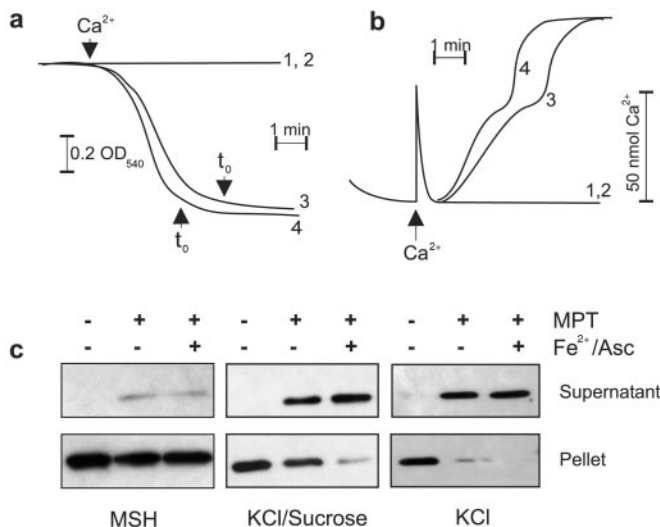 a
Ca²⁺
1, 2
0.2 OD₅₄₀
1 min
t₀
t₀
3
4
b
1 min
4
3
50 nmol Ca²⁺
1,2
Ca²⁺
c
- + + - + + - + + MPT
- - + - - + - - + Fe²⁺/Asc
Supernatant
Pellet
MSH KCl/Sucrose KCl